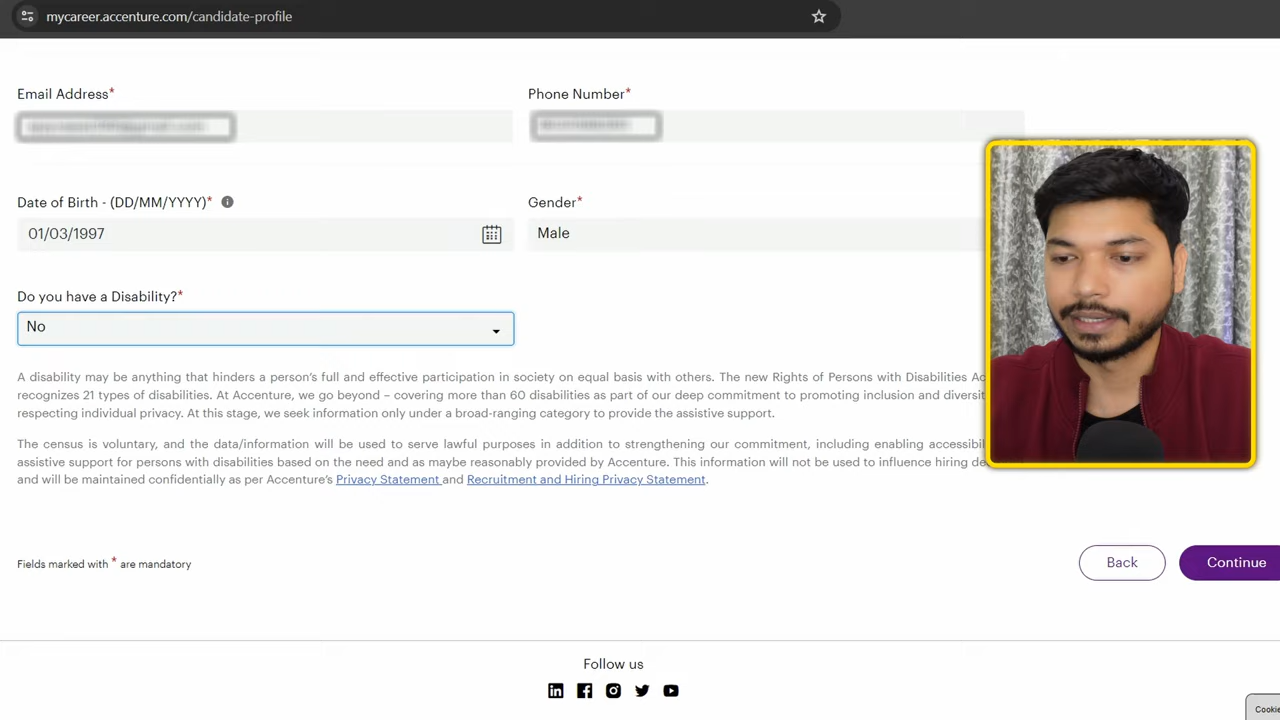 mycareer.accenture.com/candidate-profile
Email Address*
Phone Number*
Date of Birth - (DD/MM/YYYY)*
Gender*
01/03/1997
Male
Do you have a Disability?*
No
A disability may be anything that hinders a person's full and effective participation in society on equal basis with others. The new Rights of Persons with Disabilities Ac
recognizes 21 types of disabilities. At Accenture, we go beyond – covering more than 60 disabilities as part of our deep commitment to promoting inclusion and diversit
respecting individual privacy. At this stage, we seek information only under a broad-ranging category to provide the assistive support.
The census is voluntary, and the data/information will be used to serve lawful purposes in addition to strengthening our commitment, including enabling accessibil
assistive support for persons with disabilities based on the need and as maybe reasonably provided by Accenture. This information will not be used to influence hiring de
and will be maintained confidentially as per Accenture's Privacy Statement and Recruitment and Hiring Privacy Statement.
Fields marked with * are mandatory
Back
Continue
Follow us
Cookie